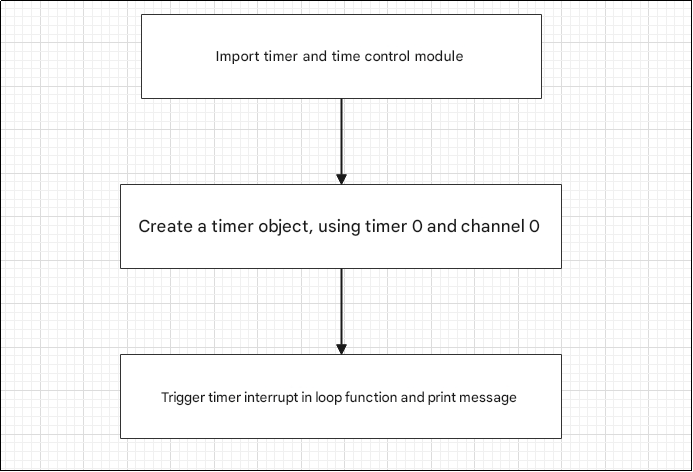 Import timer and time control module
Create a timer object, using timer 0 and channel 0
Trigger timer interrupt in loop function and print message